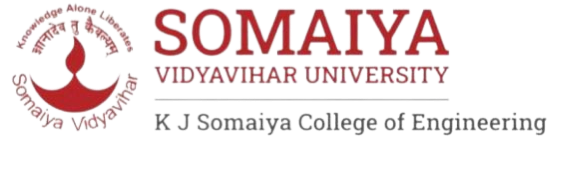 Knowledge Alone Liberates
ज्ञानादेव तु कैवल्यम्
Somaiya Vidyavihar
SOMAIYA
VIDYAVIHAR UNIVERSITY
K J Somaiya College of Engineering